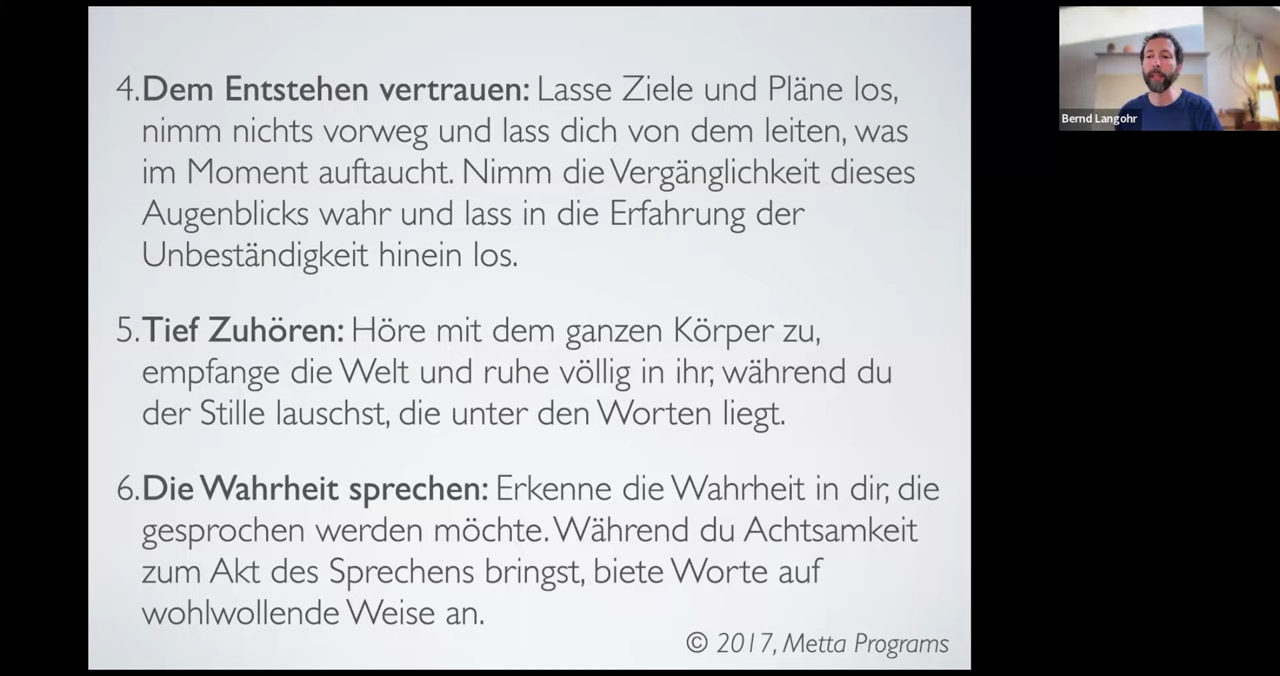 4. Dem Entstehen vertrauen: Lasse Ziele und Pläne los,
nimm nichts vorweg und lass dich von dem leiten, was
im Moment auftaucht. Nimm die Vergänglichkeit dieses
Augenblicks wahr und lass in die Erfahrung der
Unbeständigkeit hinein los.
5. Tief Zuhören: Höre mit dem ganzen Körper zu,
empfange die Welt und ruhe völlig in ihr, während du
der Stille lauschst, die unter den Worten liegt.
6. Die Wahrheit sprechen: Erkenne die Wahrheit in dir, die
gesprochen werden möchte. Während du Achtsamkeit
zum Akt des Sprechens bringst, biete Worte auf
wohlwollende Weise an.
© 2017, Metta Programs
Bernd Langohr